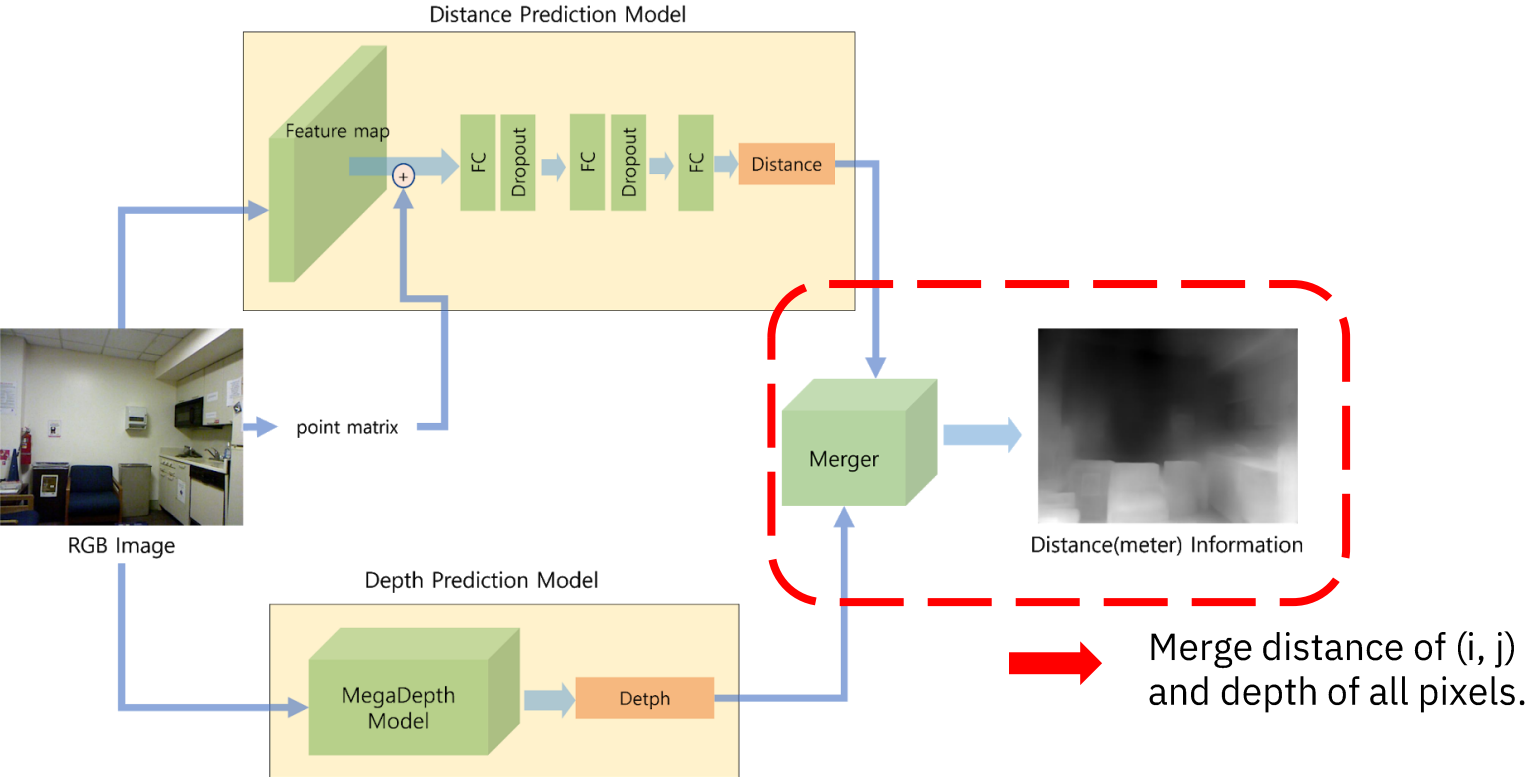 Distance Prediction Model
Feature map
+
FC
Dropout
FC
Dropout
FC
Distance
point matrix
RGB Image
Merger
Distance(meter) Information
Depth Prediction Model
MegaDepth
Model
Detph
Merge distance of (i, j)
and depth of all pixels.